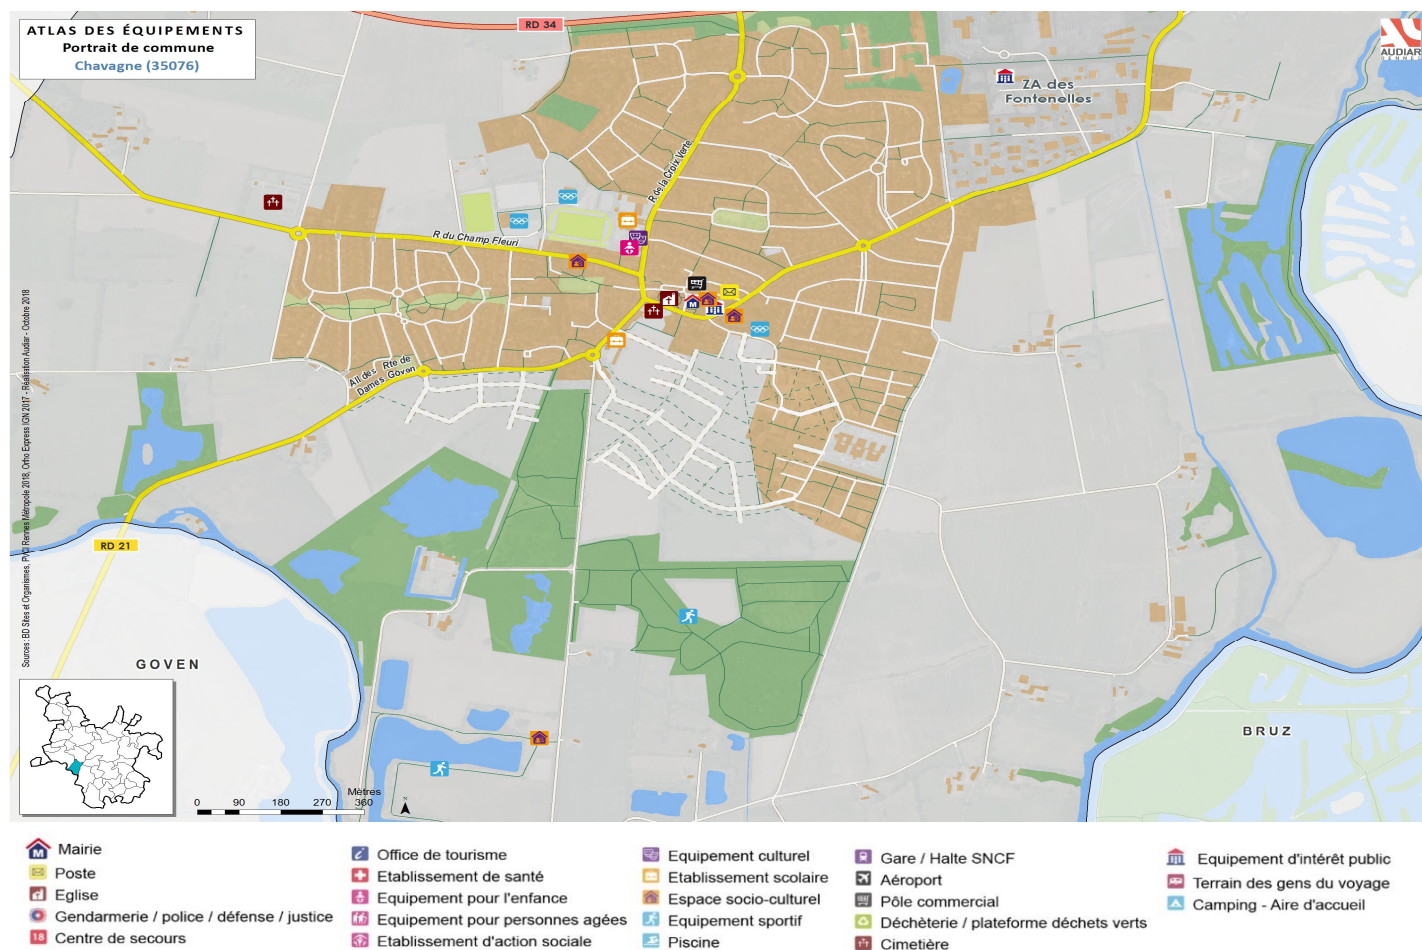 ATLAS DES ÉQUIPEMENTS
Portrait de commune
Chavagne (35076)
RD 34
AUDIAR
RENNES
ZA des
Fontenelles
R de la Croix Verte
R du Champ Fleuri
All des
Dames
Rte de
Goven
RD 21
GOVEN
BRUZ
Sources : BD Sites et Organismes, PVCI Rennes Métropole 2018, Ortho Express IGN 2017 - Réalisation Audiar - Octobre 2018
Mètres
0 90 180 270 360
N
Mairie
Poste
Eglise
Gendarmerie / police / défense / justice
18 Centre de secours
Office de tourisme
Etablissement de santé
Equipement pour l'enfance
Equipement pour personnes agées
Etablissement d'action sociale
Equipement culturel
Etablissement scolaire
Espace socio-culturel
Equipement sportif
Piscine
Gare / Halte SNCF
Aéroport
Pôle commercial
Déchèterie / plateforme déchets verts
Cimetière
Equipement d'intérêt public
Terrain des gens du voyage
Camping - Aire d'accueil